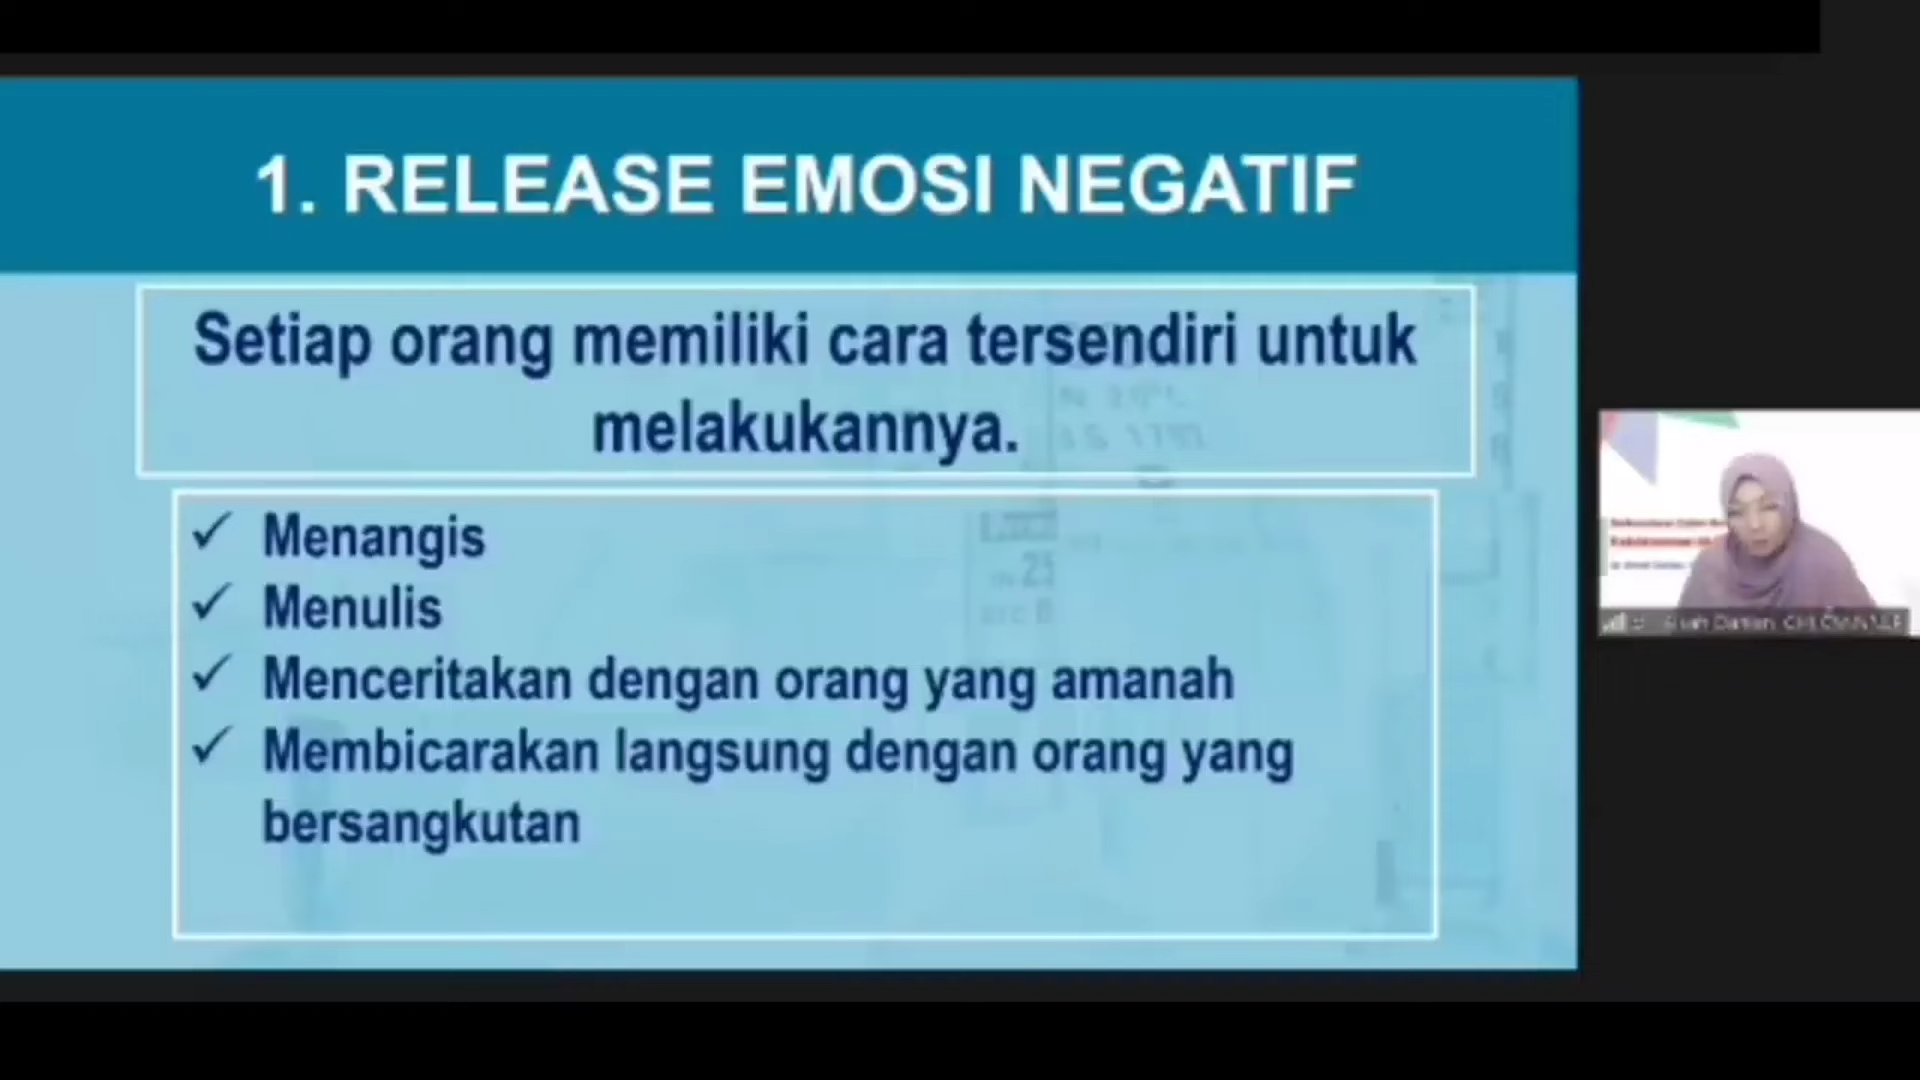 1. RELEASE EMOSI NEGATIF
Setiap orang memiliki cara tersendiri untuk
melakukannya.
✓ Menangis
✓ Menulis
✓ Menceritakan dengan orang yang amanah
✓ Membicarakan langsung dengan orang yang
bersangkutan